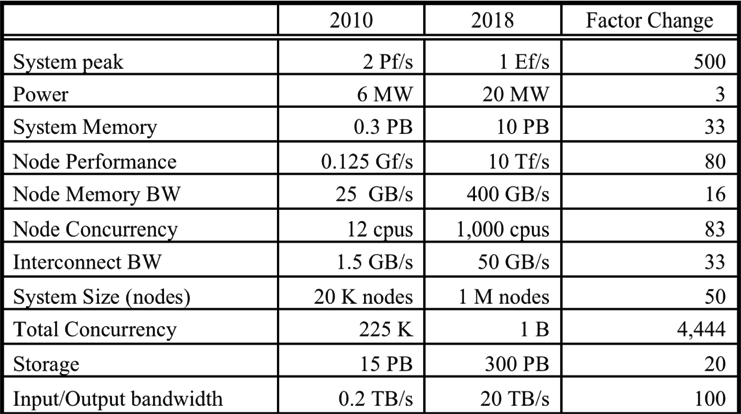 2010 2018 Factor Change
System peak 2 Pf/s 1 Ef/s 500
Power 6 MW 20 MW 3
System Memory 0.3 PB 10 PB 33
Node Performance 0.125 Gf/s 10 Tf/s 80
Node Memory BW 25 GB/s 400 GB/s 16
Node Concurrency 12 cpus 1,000 cpus 83
Interconnect BW 1.5 GB/s 50 GB/s 33
System Size (nodes) 20 K nodes 1 M nodes 50
Total Concurrency 225 K 1 B 4,444
Storage 15 PB 300 PB 20
Input/Output bandwidth 0.2 TB/s 20 TB/s 100